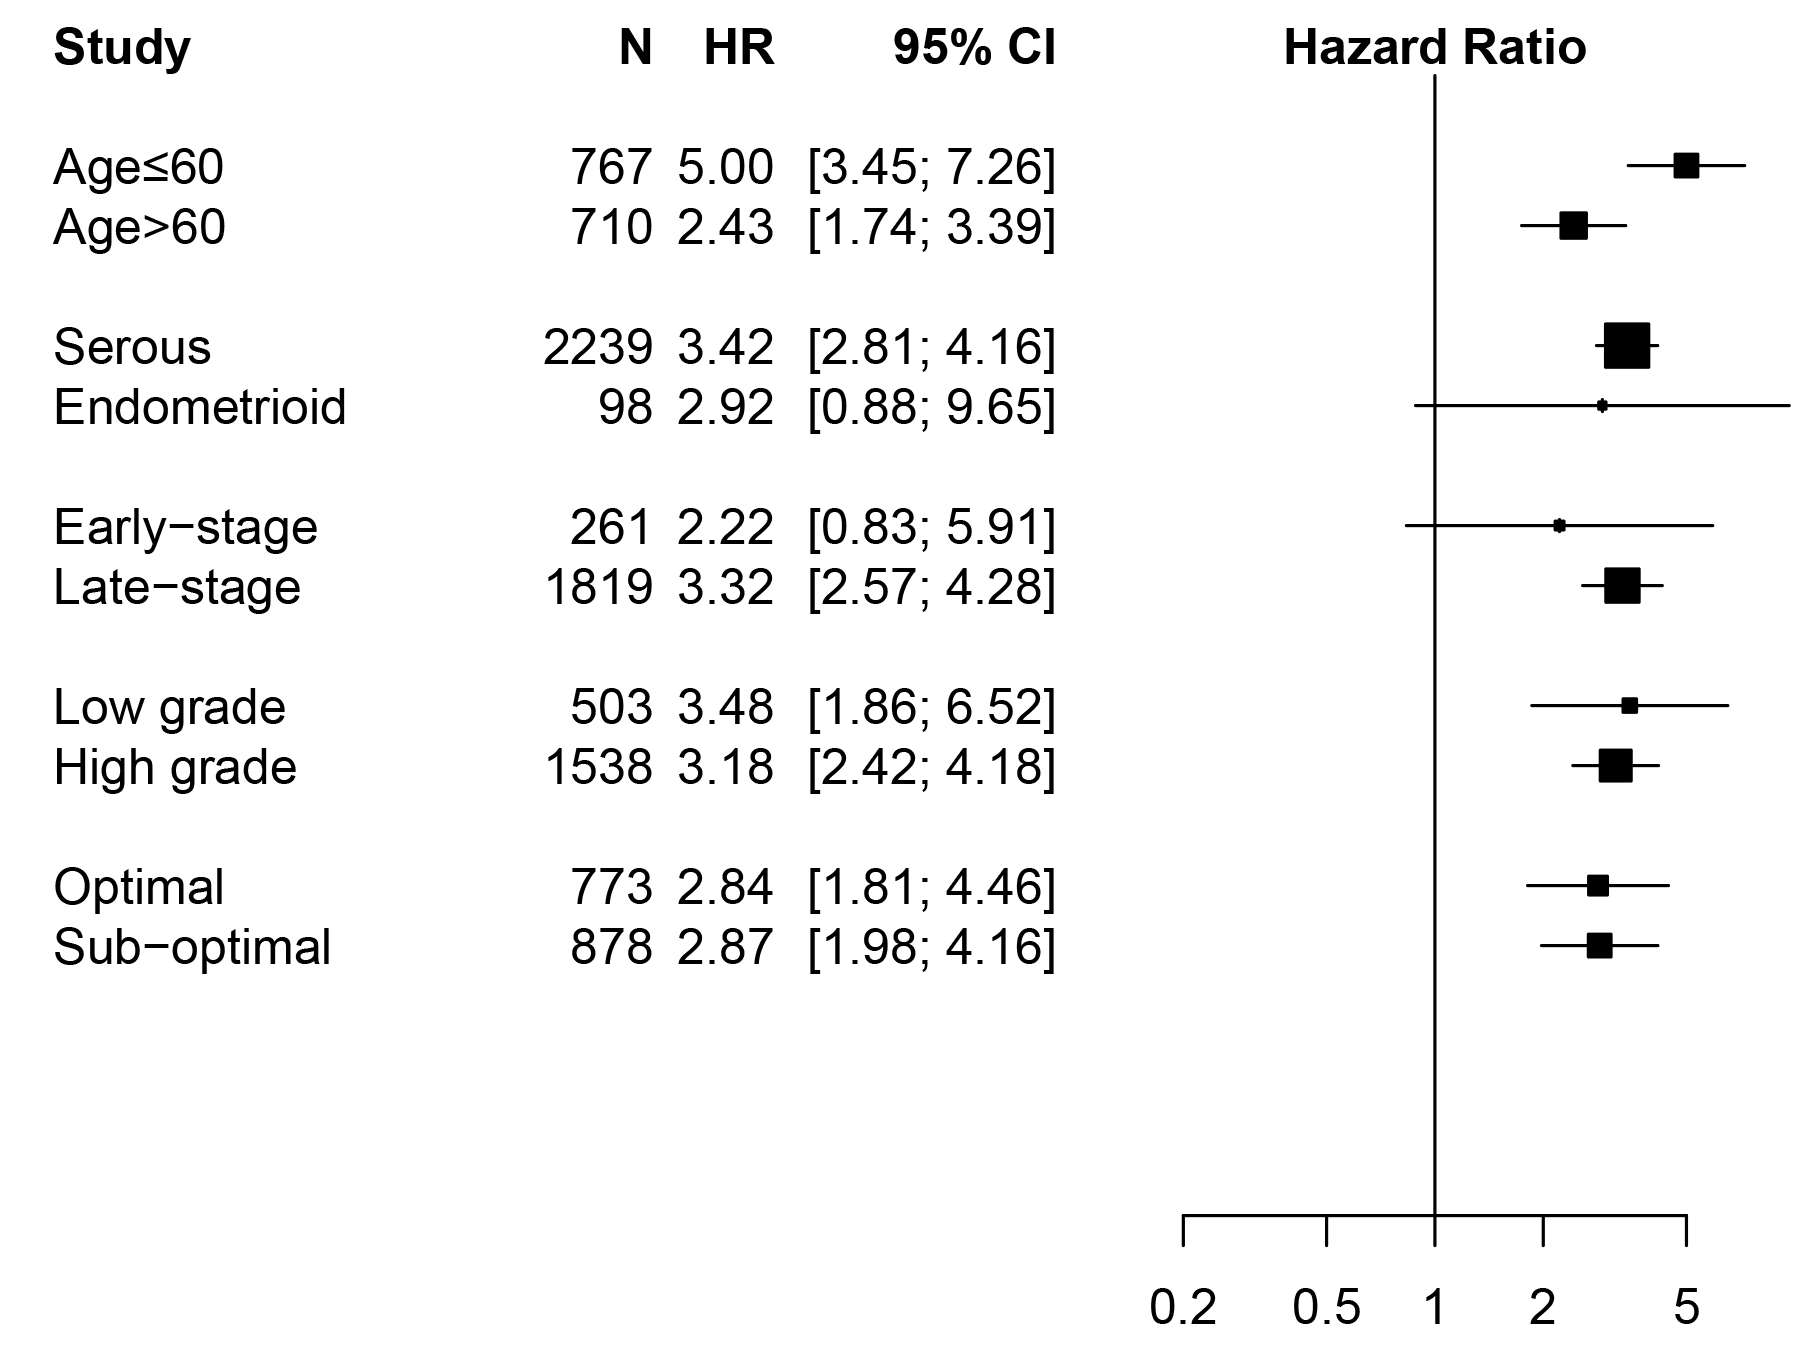 Study N HR 95% CI Hazard Ratio
Age≤60 767 5.00 [3.45; 7.26]
Age>60 710 2.43 [1.74; 3.39]
Serous 2239 3.42 [2.81; 4.16]
Endometrioid 98 2.92 [0.88; 9.65]
Early−stage 261 2.22 [0.83; 5.91]
Late−stage 1819 3.32 [2.57; 4.28]
Low grade 503 3.48 [1.86; 6.52]
High grade 1538 3.18 [2.42; 4.18]
Optimal 773 2.84 [1.81; 4.46]
Sub−optimal 878 2.87 [1.98; 4.16]
0.2 0.5 1 2 5